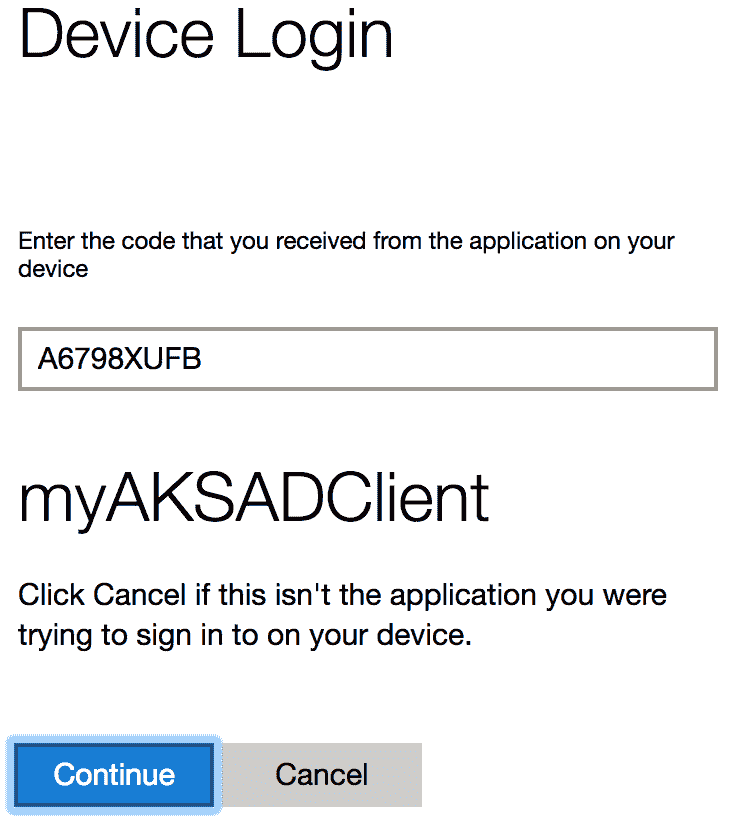 Device Login
Enter the code that you received from the application on your
device
A6798XUFB
myAKSADClient
Click Cancel if this isn't the application you were
trying to sign in to on your device.
Continue
Cancel